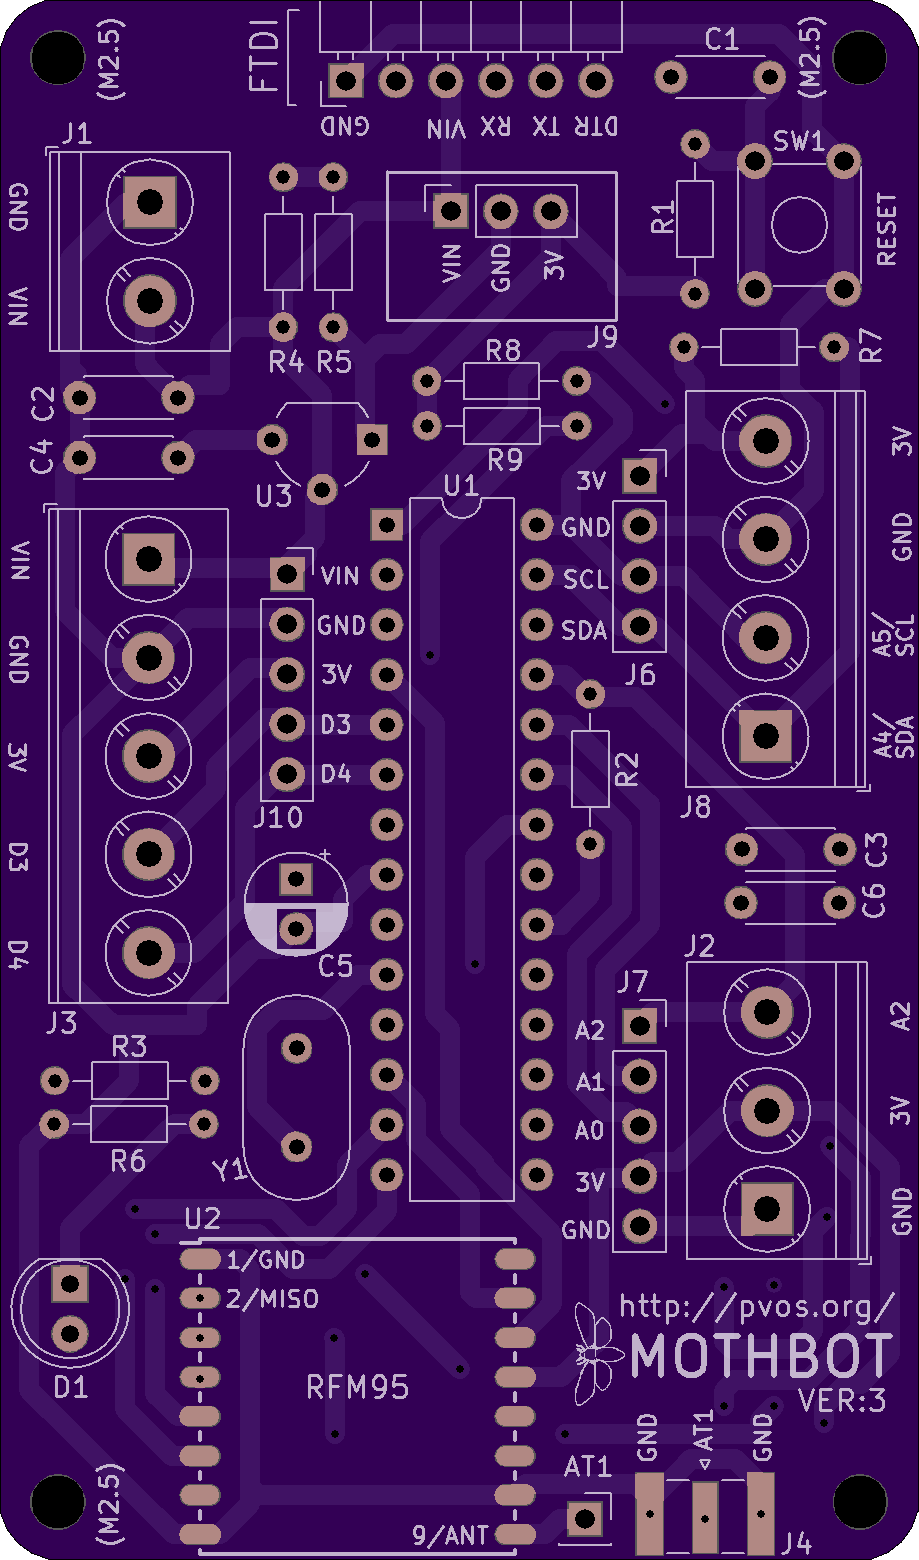 FTDI
(M2.5)
C1
(M2.5)
GND
VIN
RX
TX
DTR
J1
SW1
GND
VIN
R1
RESET
VIN
GND
3V
J9
R4
R5
R7
R8
C2
C4
R9
3V
U3
U1
3V
GND
GND
SCL
SDA
J6
VIN
VIN
GND
GND
3V
3V
D3
D4
J10
R2
A5/
SCL
A4/
SDA
J8
D3
D4
+
C5
C3
C6
J2
J3
J7
A2
A1
A0
3V
GND
A2
3V
GND
R3
R6
Y1
U2
1/GND
2/MISO
RFM95
9/ANT
D1
(M2.5)
http://pvos.org/
MOTHBOT
VER:3
GND
AT1
GND
AT1
J4